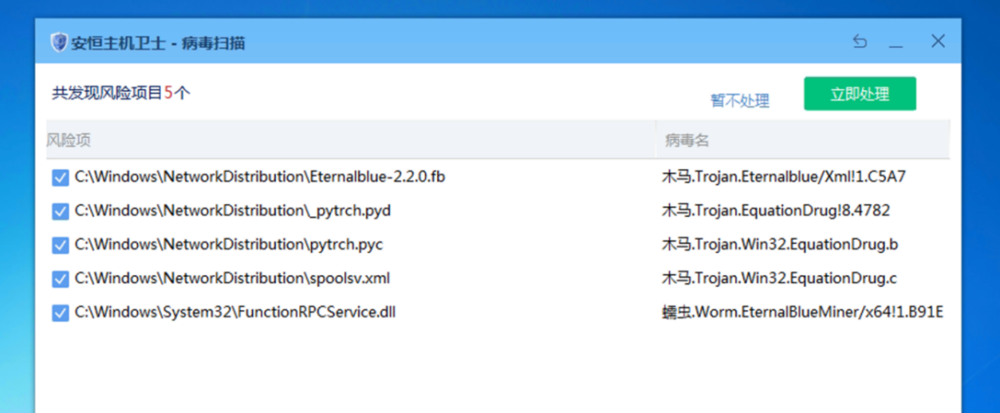 安恒主机卫士 - 病毒扫描
共发现风险项目5个
暂不处理
立即处理
风险项 病毒名
C:\Windows\NetworkDistribution\Eternalblue-2.2.0.fb 木马.Trojan.Eternalblue/Xml!1.C5A7
C:\Windows\NetworkDistribution\_pytrch.pyd 木马.Trojan.EquationDrug!8.4782
C:\Windows\NetworkDistribution\pytrch.pyc 木马.Trojan.Win32.EquationDrug.b
C:\Windows\NetworkDistribution\spoolsv.xml 木马.Trojan.Win32.EquationDrug.c
C:\Windows\System32\FunctionRPCService.dll 蠕虫.Worm.EternalBlueMiner/x64!1.B91E